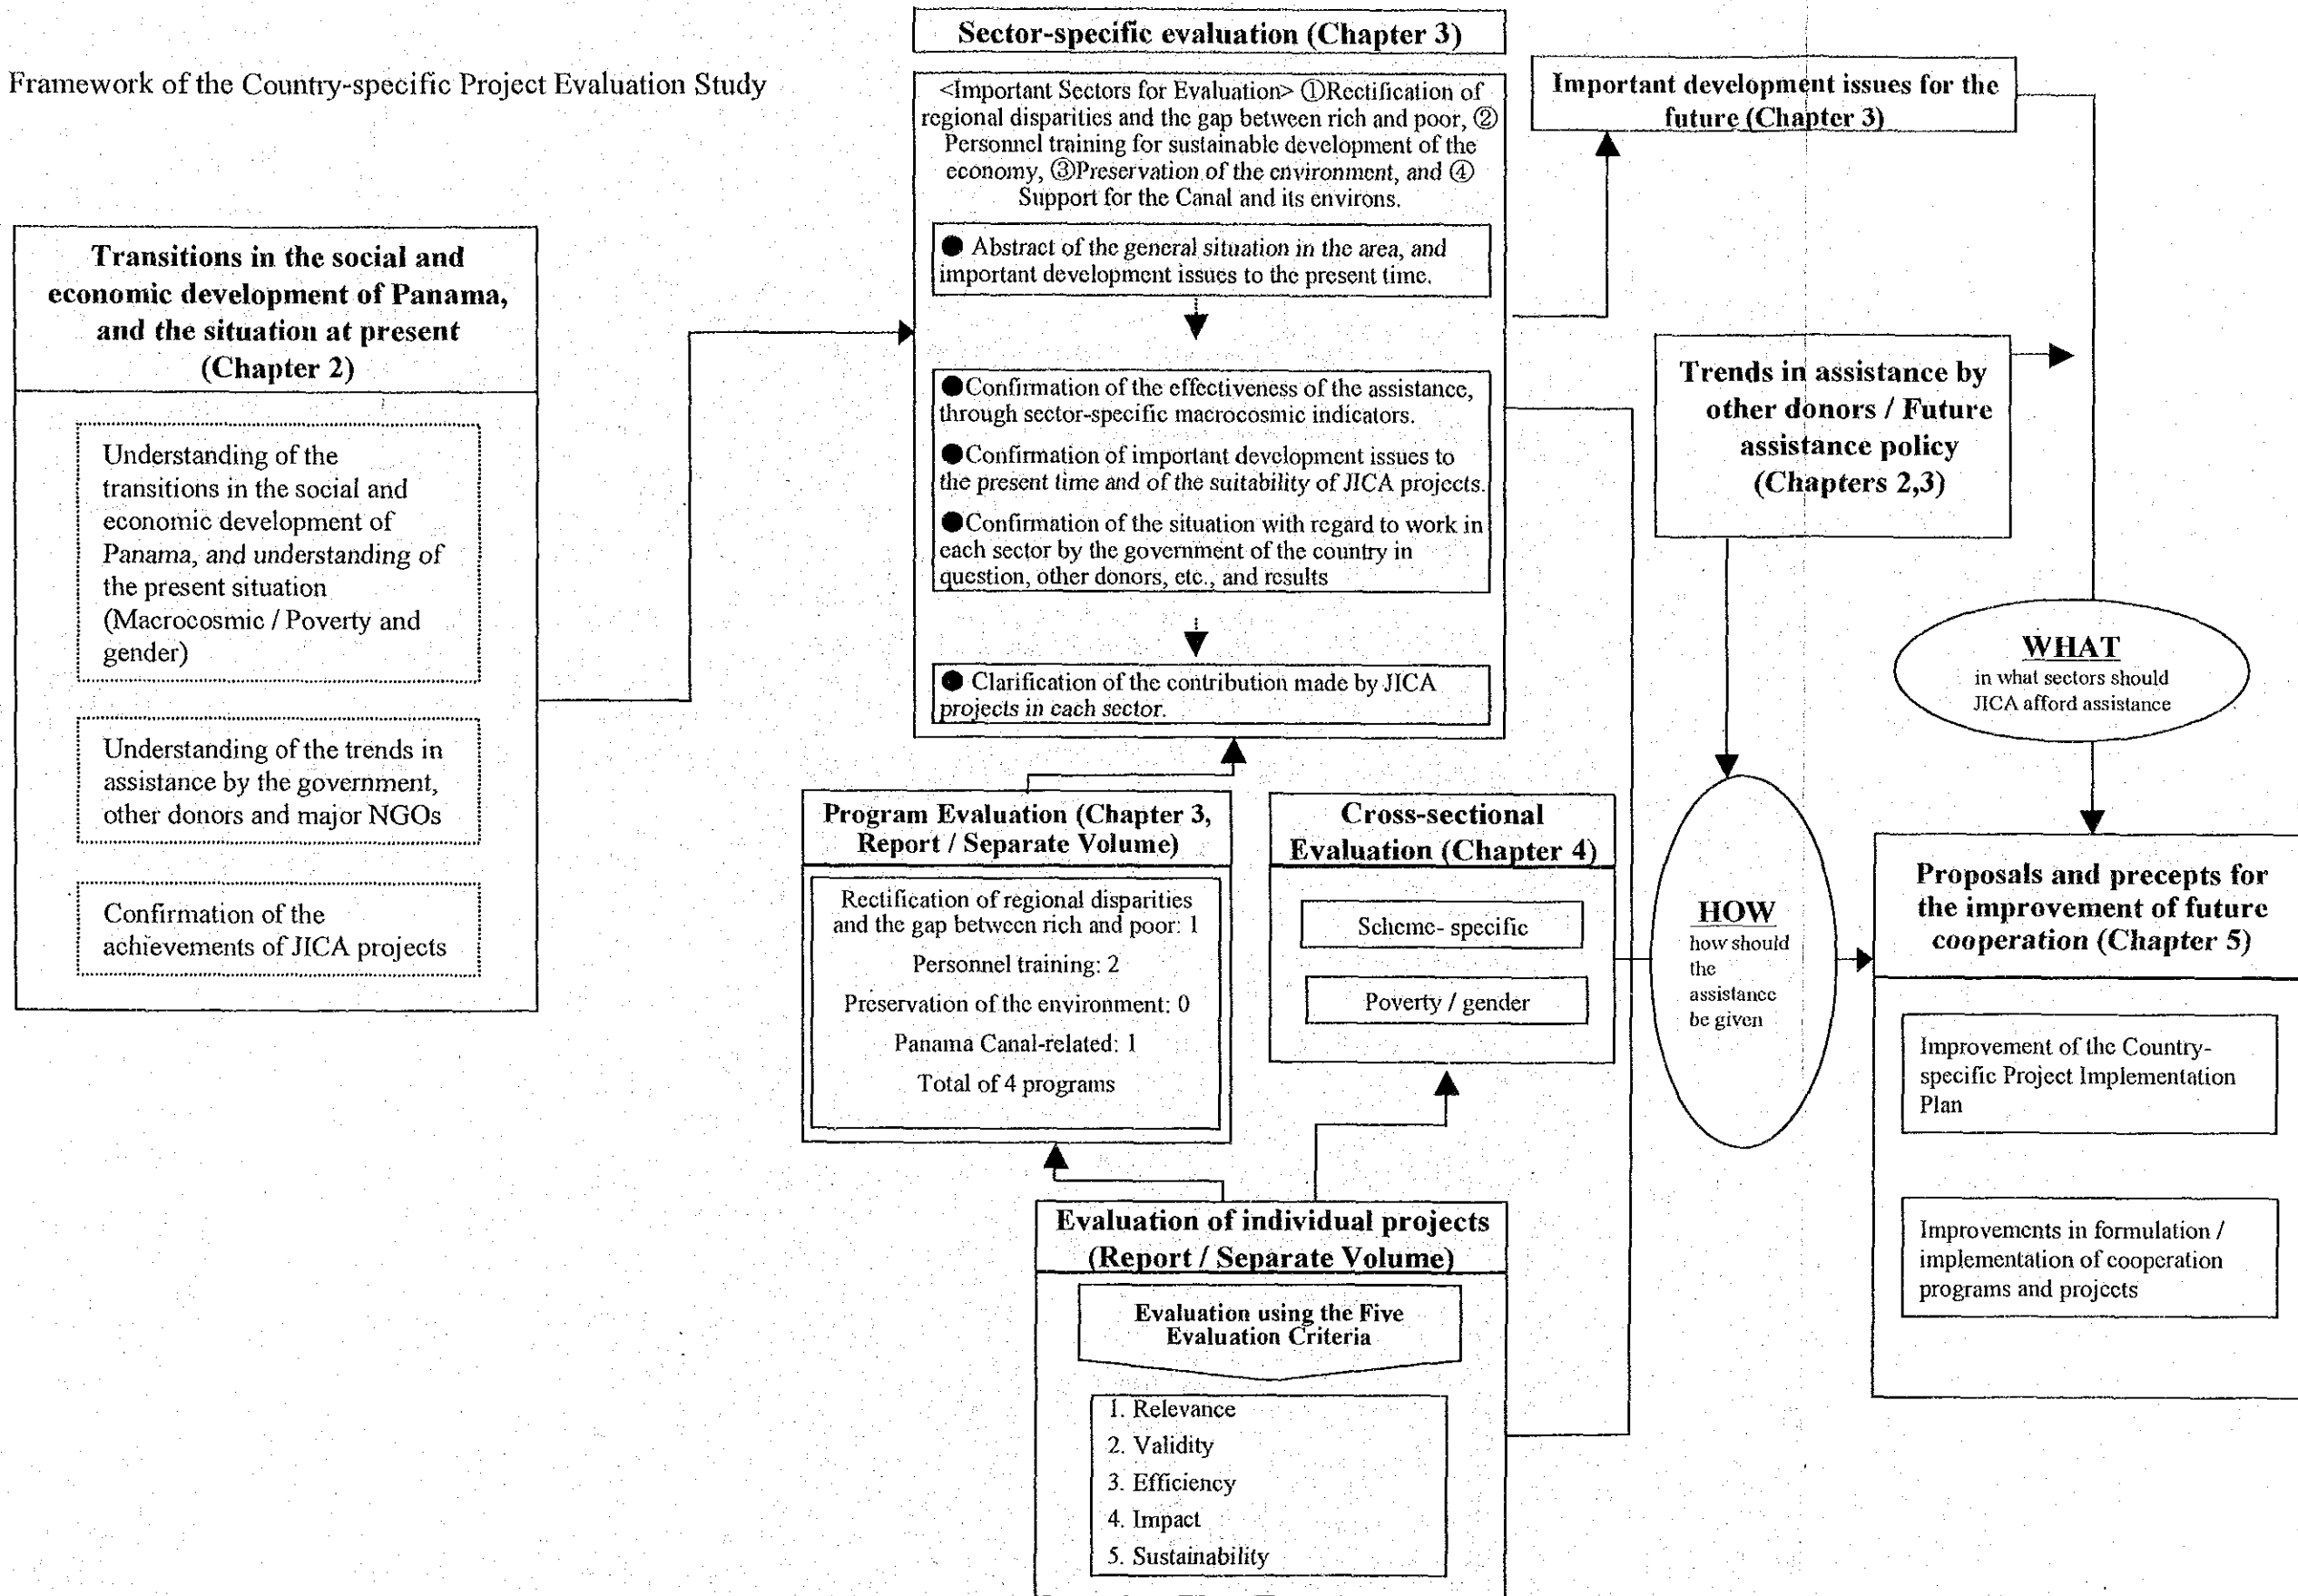 Framework of the Country-specific Project Evaluation Study
Transitions in the social and
economic development of Panama,
and the situation at present
(Chapter 2)
Understanding of the
transitions in the social and
economic development of
Panama, and understanding of
the present situation
(Macrocosmic / Poverty and
gender)
Understanding of the trends in
assistance by the government,
other donors and major NGOs
Confirmation of the
achievements of JICA projects
Sector-specific evaluation (Chapter 3)
<Important Sectors for Evaluation> ①Rectification of
regional disparities and the gap between rich and poor, ②
Personnel training for sustainable development of the
economy, ③Preservation of the environment, and ④
Support for the Canal and its environs.
● Abstract of the general situation in the area, and
important development issues to the present time.
●Confirmation of the effectiveness of the assistance,
through sector-specific macrocosmic indicators.
●Confirmation of important development issues to
the present time and of the suitability of JICA projects.
●Confirmation of the situation with regard to work in
each sector by the government of the country in
question, other donors, etc., and results
● Clarification of the contribution made by JICA
projects in each sector.
Program Evaluation (Chapter 3,
Report / Separate Volume)
Rectification of regional disparities
and the gap between rich and poor: 1
Personnel training: 2
Preservation of the environment: 0
Panama Canal-related: 1
Total of 4 programs
Cross-sectional
Evaluation (Chapter 4)
Scheme- specific
Poverty / gender
Evaluation of individual projects
(Report / Separate Volume)
Evaluation using the Five
Evaluation Criteria
1. Relevance
2. Validity
3. Efficiency
4. Impact
5. Sustainability
Important development issues for the
future (Chapter 3)
Trends in assistance by
other donors / Future
assistance policy
(Chapters 2,3)
WHAT
in what sectors should
JICA afford assistance
HOW
how should
the
assistance
be given
Proposals and precepts for
the improvement of future
cooperation (Chapter 5)
Improvement of the Country-
specific Project Implementation
Plan
Improvements in formulation /
implementation of cooperation
programs and projects